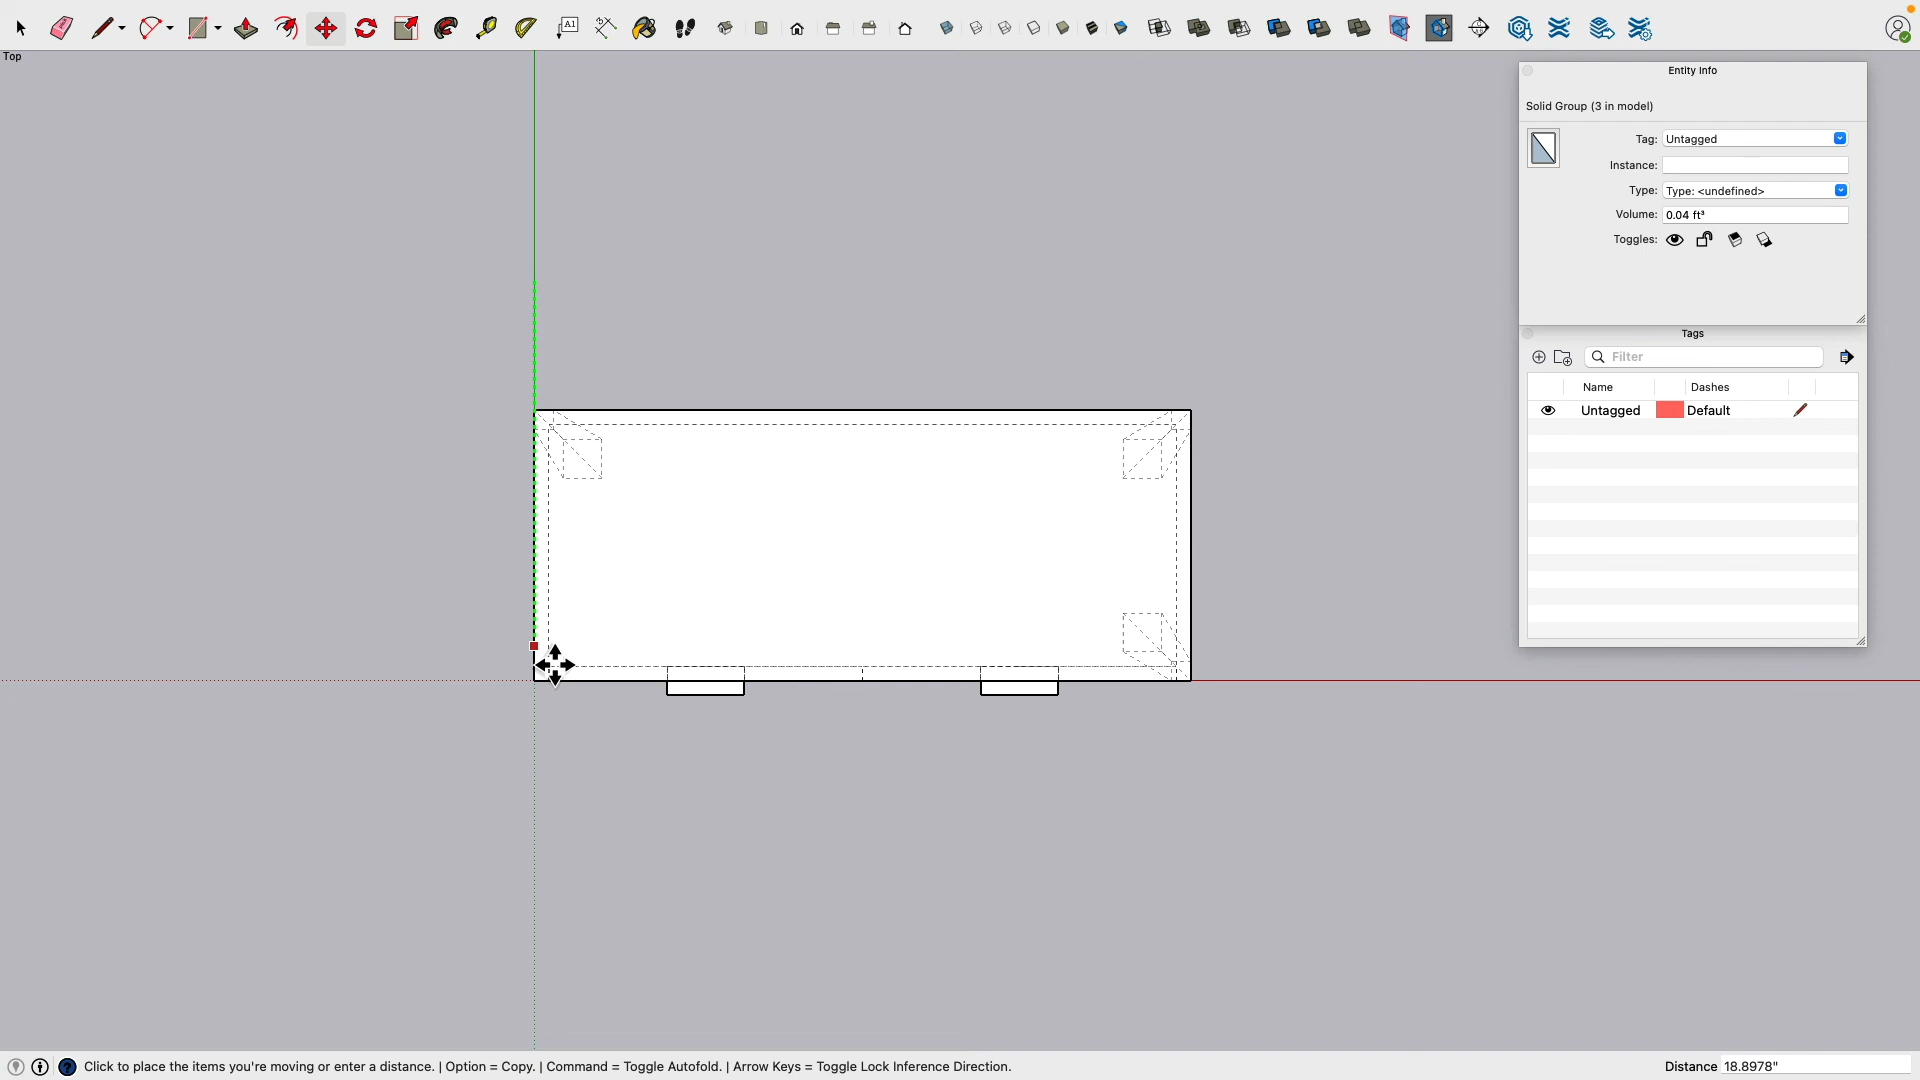 A1
Top
Entity Info
Solid Group (3 in model)
Tag: Untagged
Instance:
Type: Type: <undefined>
Volume: 0.04 ft³
Toggles:
Tags
Filter
Name Dashes
Untagged Default
Click to place the items you're moving or enter a distance. | Option = Copy. | Command = Toggle Autofold. | Arrow Keys = Toggle Lock Inference Direction.
Distance 18.8978"